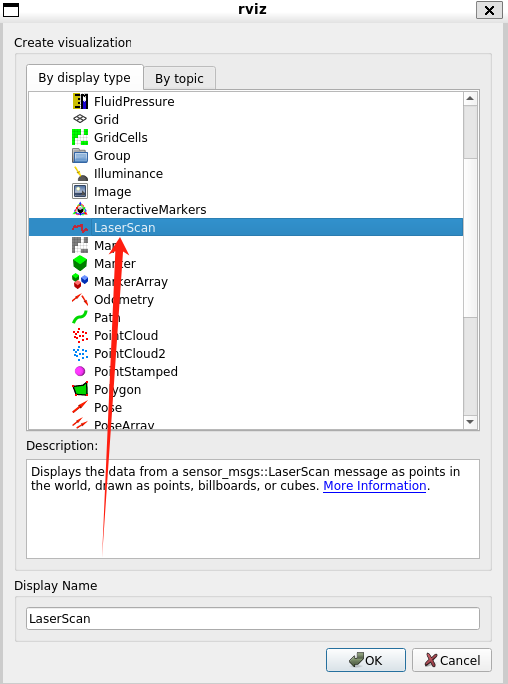 rviz
Create visualization
By display type
By topic
FluidPressure
Grid
GridCells
Group
Illuminance
Image
InteractiveMarkers
LaserScan
Map
Marker
MarkerArray
Odometry
Path
PointCloud
PointCloud2
PointStamped
Polygon
Pose
PoseArray
Description:
Displays the data from a sensor_msgs::LaserScan message as points in
the world, drawn as points, billboards, or cubes. More Information.
Display Name
LaserScan
OK
Cancel